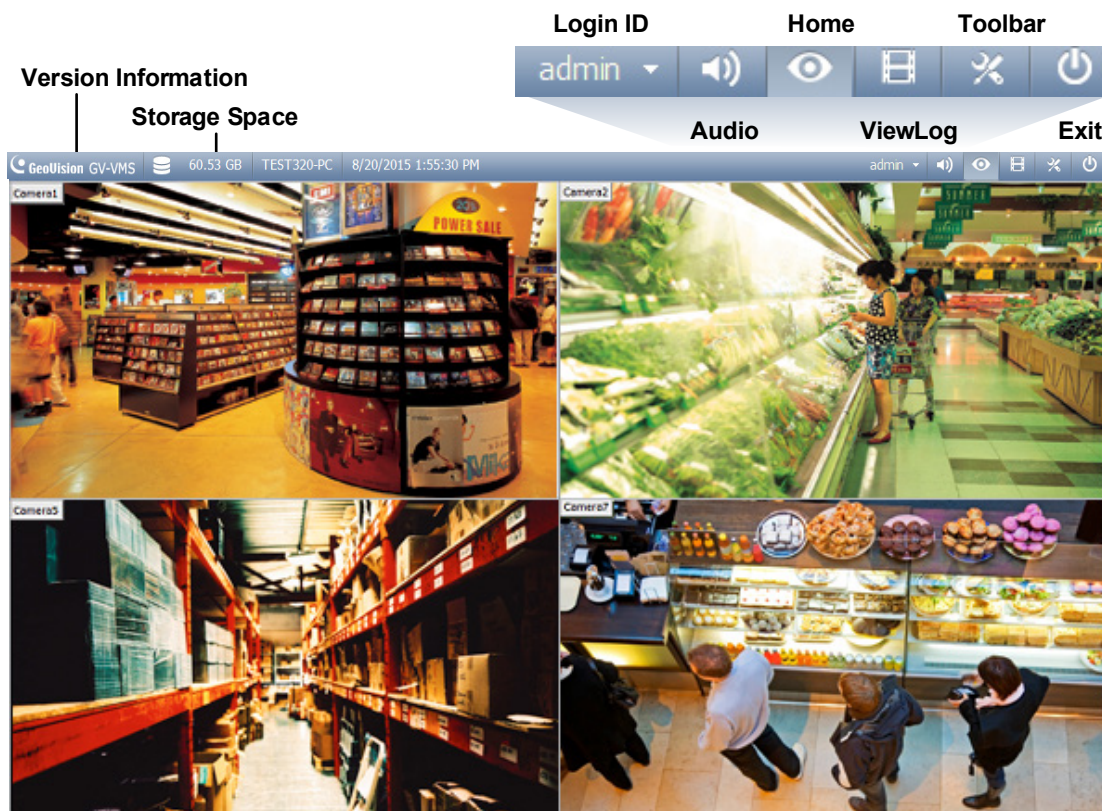 Login ID
Home
Toolbar
admin
Version Information
Storage Space
Audio
ViewLog
Exit
GeoVision GV-VMS
60.53 GB
TEST320-PC
8/20/2015 1:55:30 PM
admin
Camera1
POWER SALE
Camera2
SUMMER
Camera5
Camera7